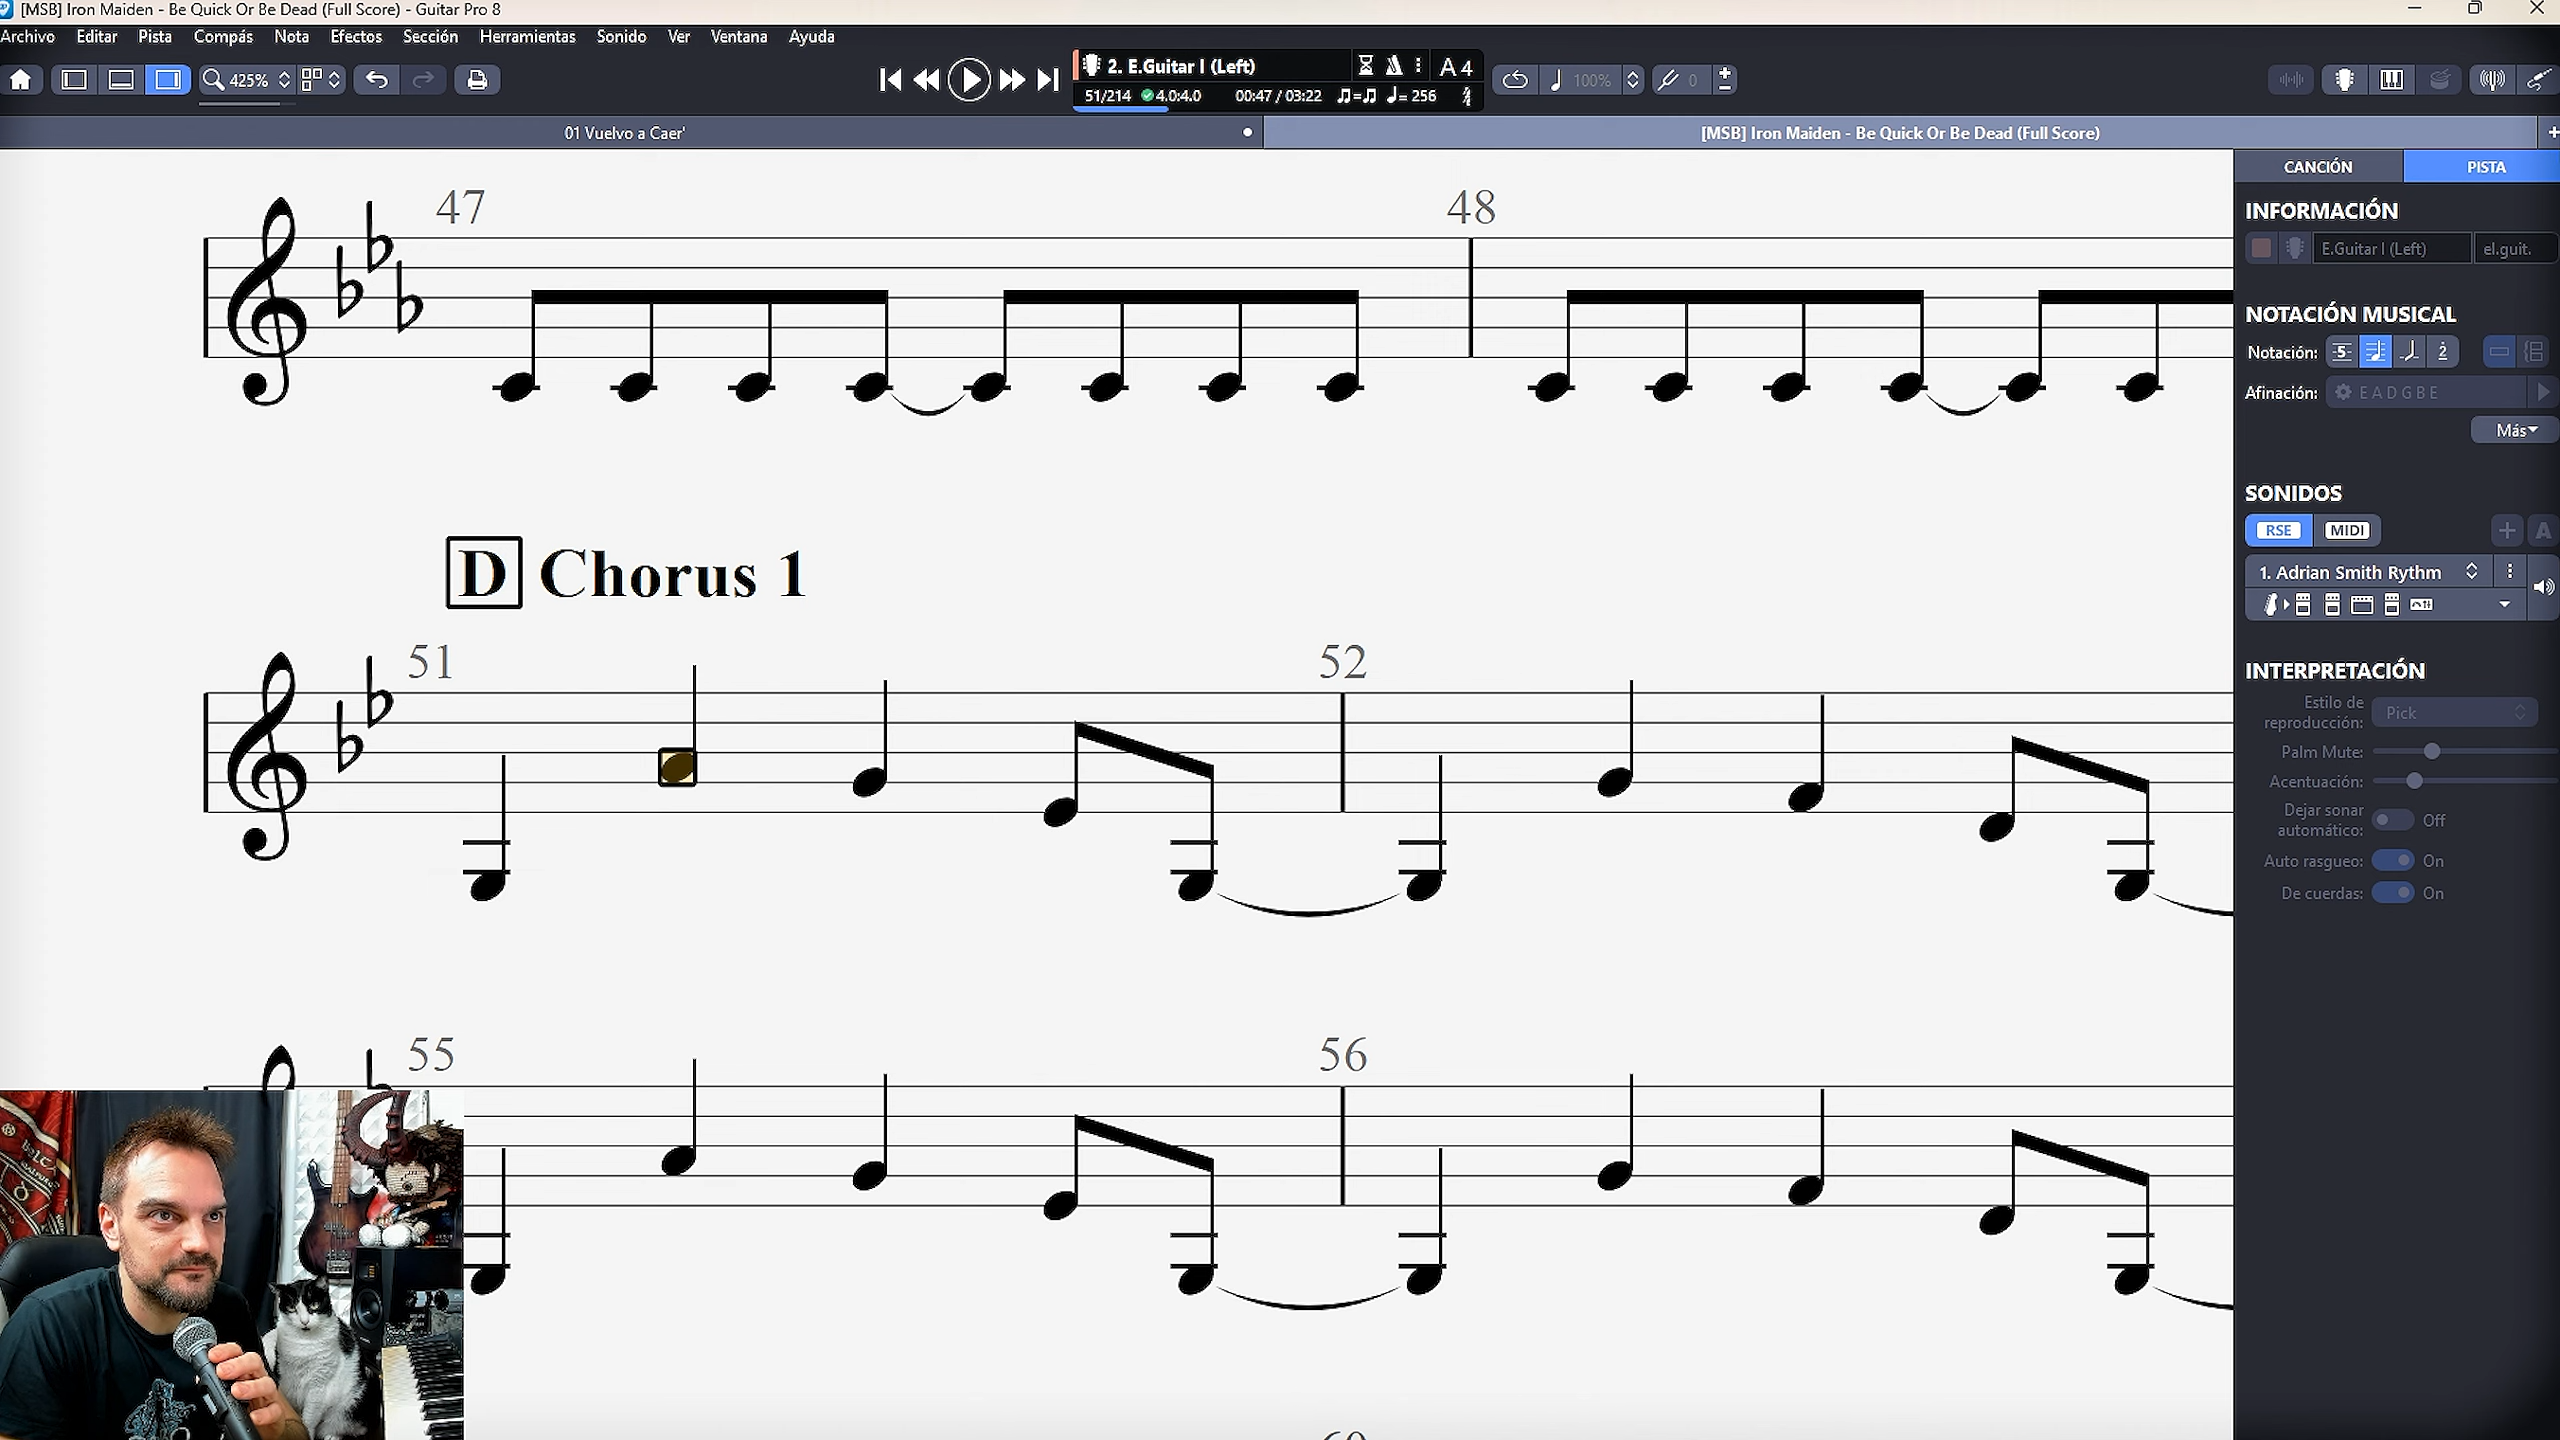 [MSB] Iron Maiden - Be Quick Or Be Dead (Full Score) - Guitar Pro 8
Archivo Editar Pista Compás Nota Efectos Sección Herramientas Sonido Ver Ventana Ayuda
425%
2. E.Guitar I (Left) A 4
51/214 4.0:4.0 00:47 / 03:22 = 256
100% 0
01 Vuelvo a Caer'
[MSB] Iron Maiden - Be Quick Or Be Dead (Full Score)
CANCIÓN PISTA
INFORMACIÓN
E.Guitar I (Left) el.guit.
NOTACIÓN MUSICAL
Notación: 5 2
Afinación: E A D G B E
Más
SONIDOS
RSE MIDI + A
1. Adrian Smith Rythm
INTERPRETACIÓN
Estilo de
reproducción: Pick
Palm Mute:
Acentuación:
Dejar sonar
automático: Off
Auto rasgueo: On
De cuerdas: On
47 48
D Chorus 1
51 52
55 56
60